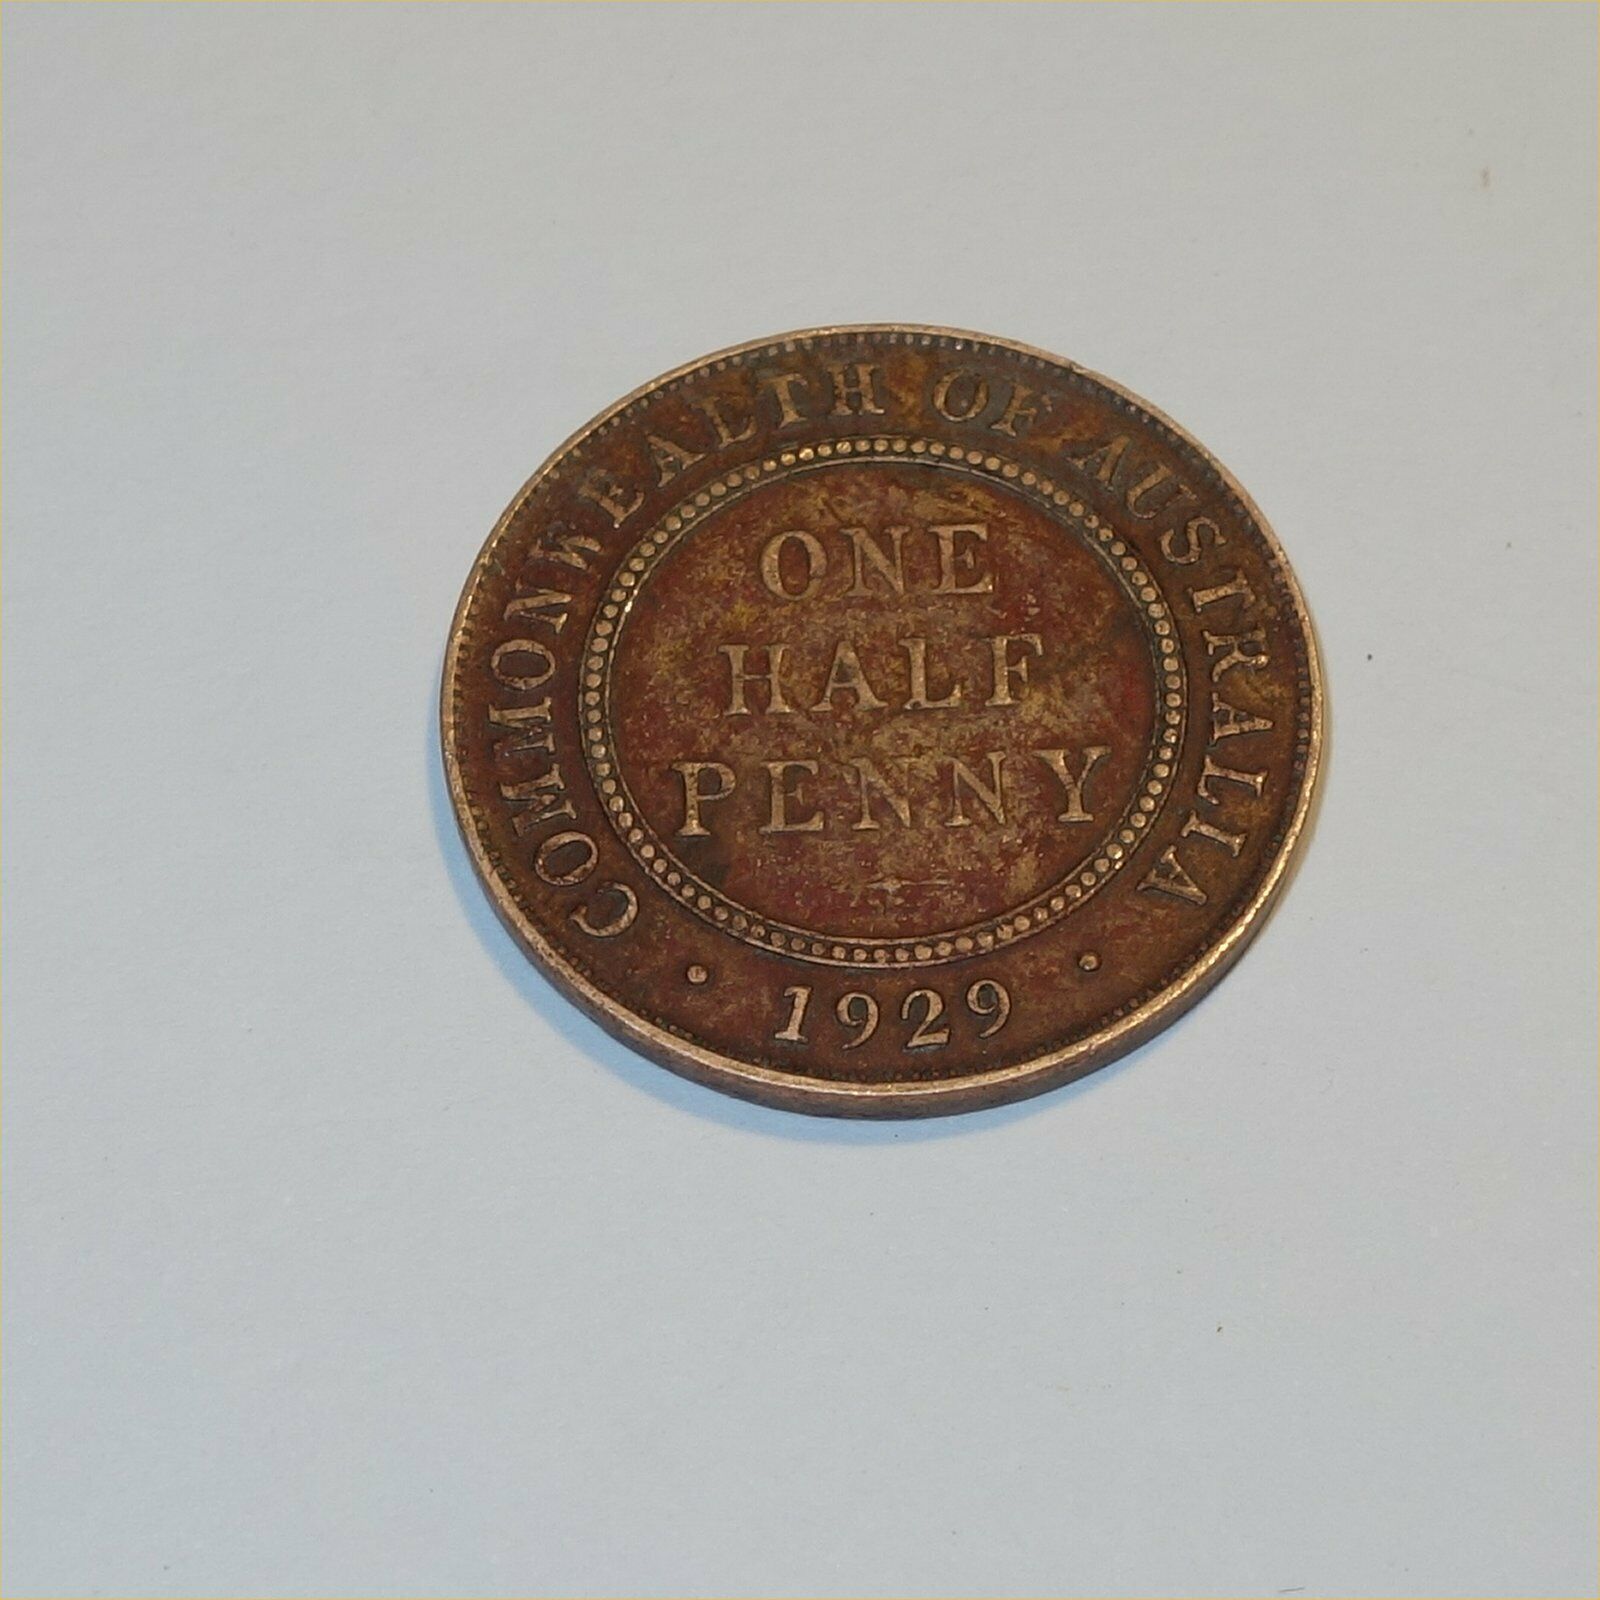 COMMONWEALTH OF AUSTRALIA
ONE
HALF
PENNY
· 1929 ·